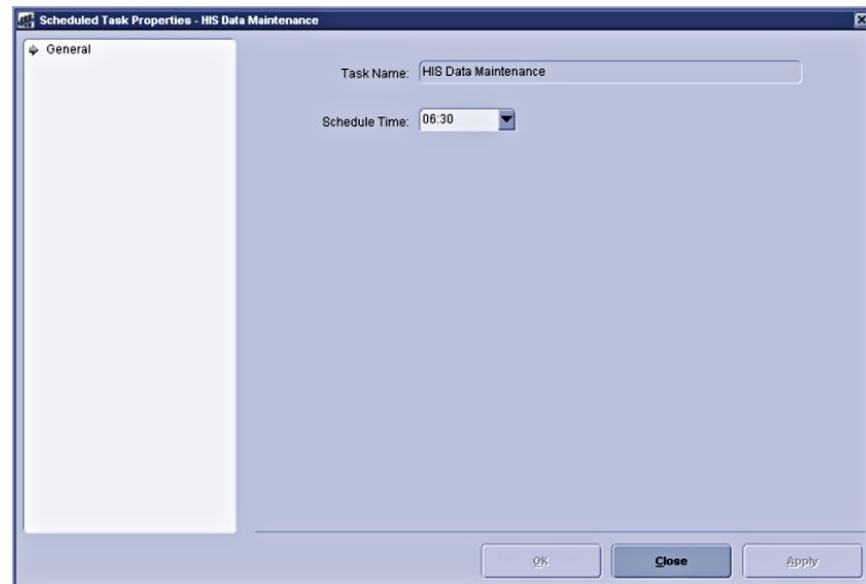 Scheduled Task Properties - HIS Data Maintenance
General
Task Name: HIS Data Maintenance
Schedule Time: 06:30
OK Close Apply